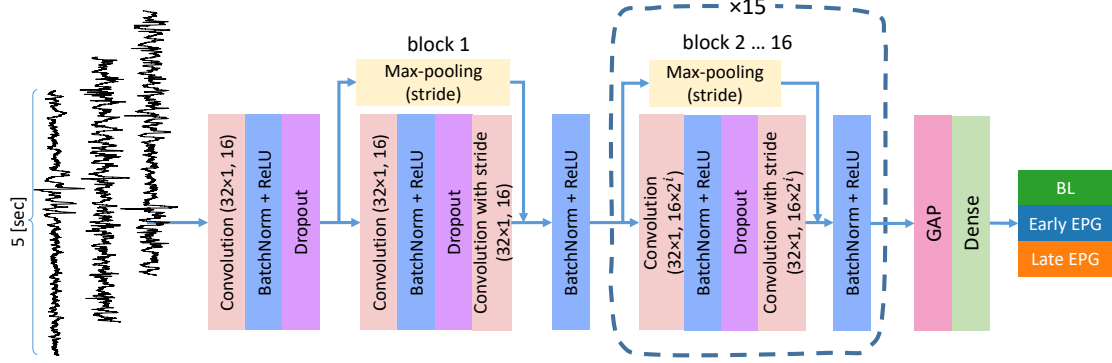 ×15
block 1
block 2 ... 16
Max-pooling
(stride)
Max-pooling
(stride)
5 [sec]
Convolution (32×1, 16)
BatchNorm + ReLU
Dropout
Convolution (32×1, 16)
BatchNorm + ReLU
Dropout
Convolution with stride
(32×1, 16)
BatchNorm + ReLU
Convolution
(32×1, 16×2^i)
BatchNorm + ReLU
Dropout
Convolution with stride
(32×1, 16×2^i)
BatchNorm + ReLU
GAP
Dense
BL
Early EPG
Late EPG